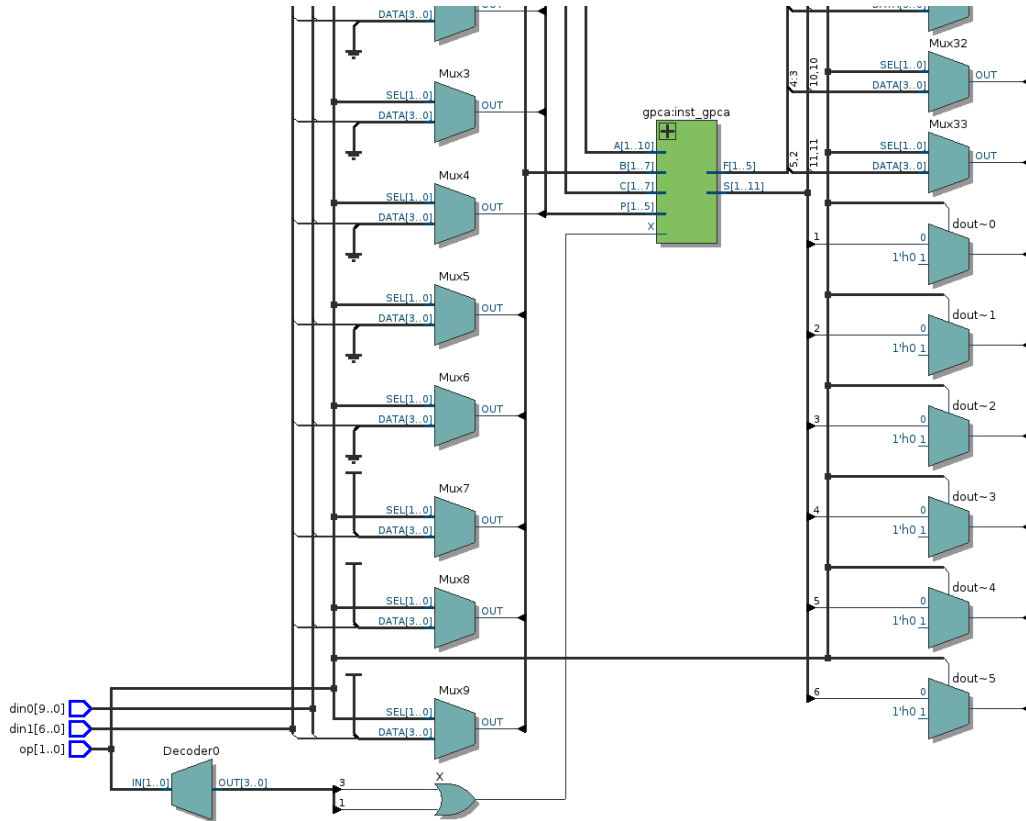 DATA[3..0]
OUT
DATA[3..0]
Mux3
SEL[1..0]
DATA[3..0]
OUT
Mux4
SEL[1..0]
DATA[3..0]
OUT
Mux5
SEL[1..0]
DATA[3..0]
OUT
Mux6
SEL[1..0]
DATA[3..0]
OUT
Mux7
SEL[1..0]
DATA[3..0]
OUT
Mux8
SEL[1..0]
DATA[3..0]
OUT
Mux9
SEL[1..0]
DATA[3..0]
OUT
din0[9..0]
din1[6..0]
op[1..0]
Decoder0
IN[1..0]
OUT[3..0]
3
1
X
gpca:inst_gpca
A[1..10]
B[1..7]
C[1..7]
P[1..5]
X
F[1..5]
S[1..11]
4:3
10,10
5,2
11,11
Mux32
SEL[1..0]
DATA[3..0]
OUT
Mux33
SEL[1..0]
DATA[3..0]
OUT
dout~0
1
0
1'h0 1
dout~1
2
0
1'h0 1
dout~2
3
0
1'h0 1
dout~3
4
0
1'h0 1
dout~4
5
0
1'h0 1
dout~5
6
0
1'h0 1